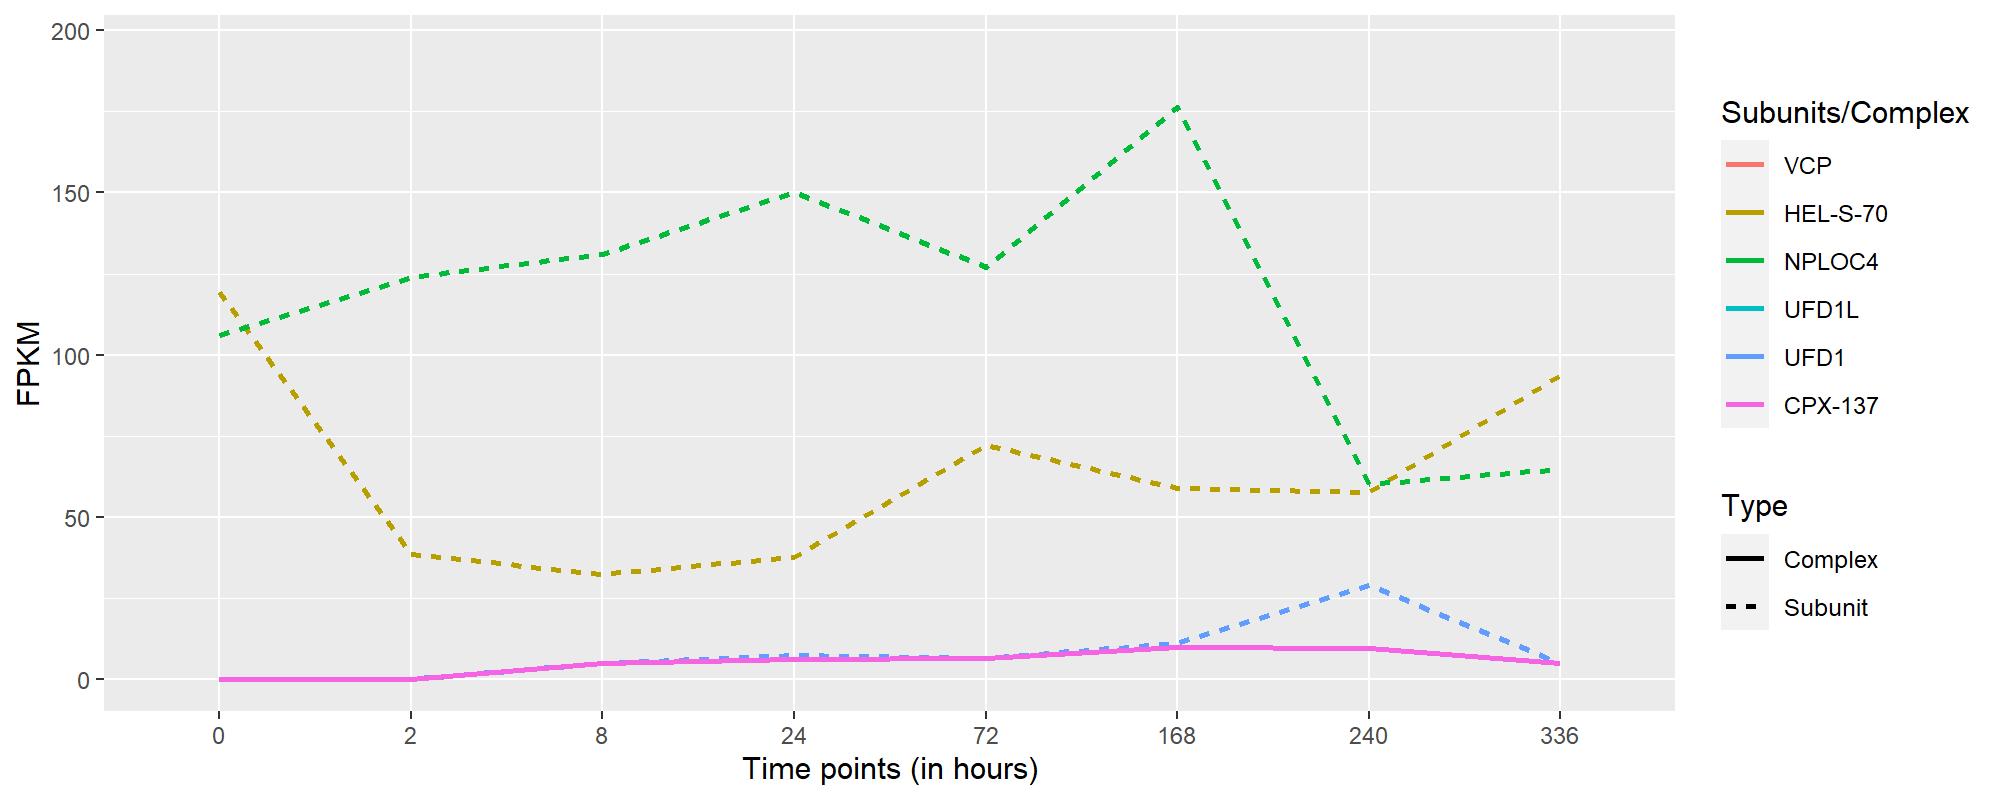 200
150
100
50
0
FPKM
0 2 8 24 72 168 240 336
Time points (in hours)
Subunits/Complex
VCP
HEL-S-70
NPLOC4
UFD1L
UFD1
CPX-137
Type
Complex
Subunit